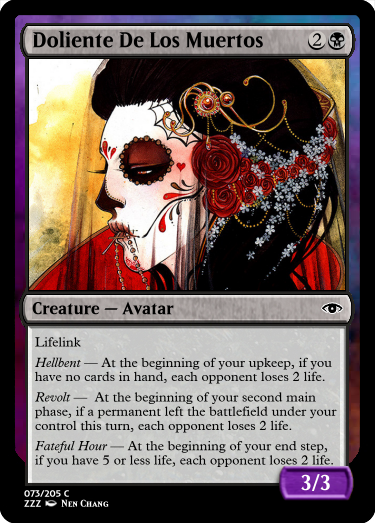 Doliente De Los Muertos 2
Creature — Avatar
Lifelink
Hellbent — At the beginning of your upkeep, if you
have no cards in hand, each opponent loses 2 life.
Revolt — At the beginning of your second main
phase, if a permanent left the battlefield under your
control this turn, each opponent loses 2 life.
Fateful Hour — At the beginning of your end step,
if you have 5 or less life, each opponent loses 2 life.
3/3
073/205 C
ZZZ Nen Chang